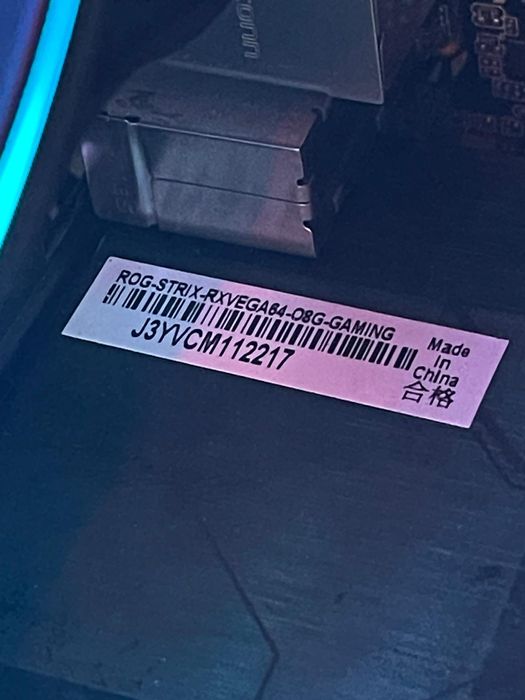 ROG-STRIX-RXVEGA64-O8G-GAMING
J3YVCM112217
Made
in
China
合格